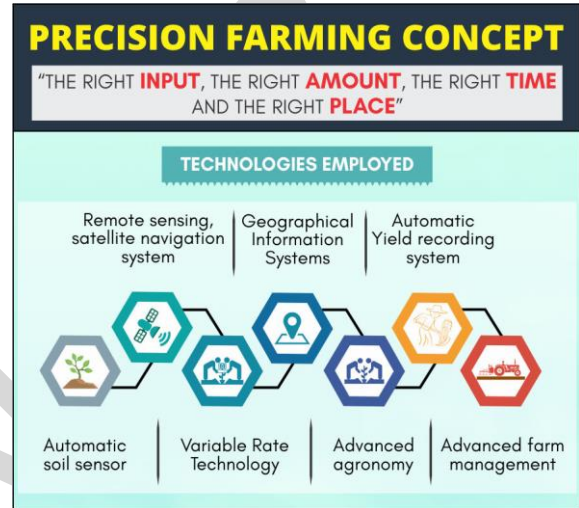 PRECISION FARMING CONCEPT
“THE RIGHT INPUT, THE RIGHT AMOUNT, THE RIGHT TIME
AND THE RIGHT PLACE”
TECHNOLOGIES EMPLOYED
Remote sensing,
satellite navigation
system
Geographical
Information
Systems
Automatic
Yield recording
system
Automatic
soil sensor
Variable Rate
Technology
Advanced
agronomy
Advanced farm
management